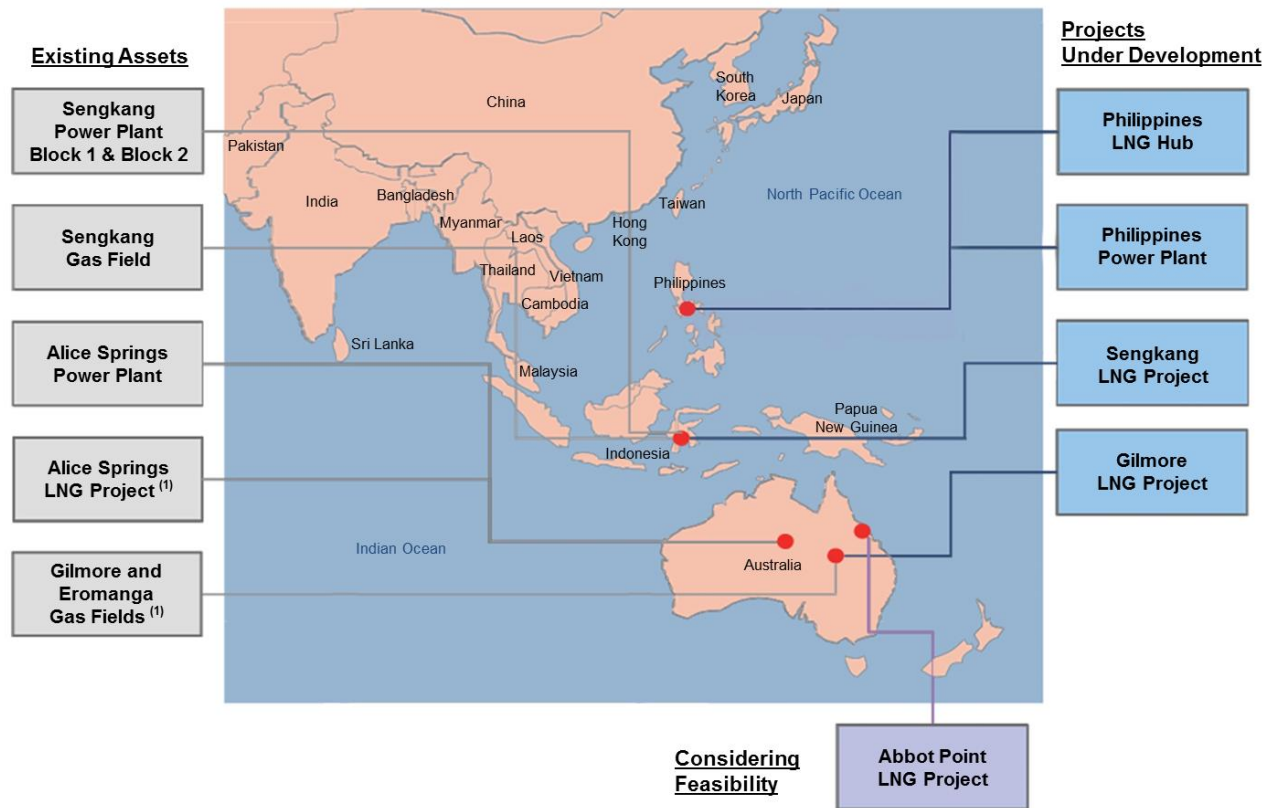 Existing Assets
Sengkang
Power Plant
Block 1 & Block 2
Sengkang
Gas Field
Alice Springs
Power Plant
Alice Springs
LNG Project (1)
Gilmore and
Eromanga
Gas Fields (1)
China
South
Korea
Japan
Pakistan
India
Bangladesh
Myanmar
Laos
Thailand
Vietnam
Cambodia
Hong
Kong
Taiwan
North Pacific Ocean
Philippines
Sri Lanka
Malaysia
Indonesia
Papua
New Guinea
Indian Ocean
Australia
Projects
Under Development
Philippines
LNG Hub
Philippines
Power Plant
Sengkang
LNG Project
Gilmore
LNG Project
Considering
Feasibility
Abbot Point
LNG Project